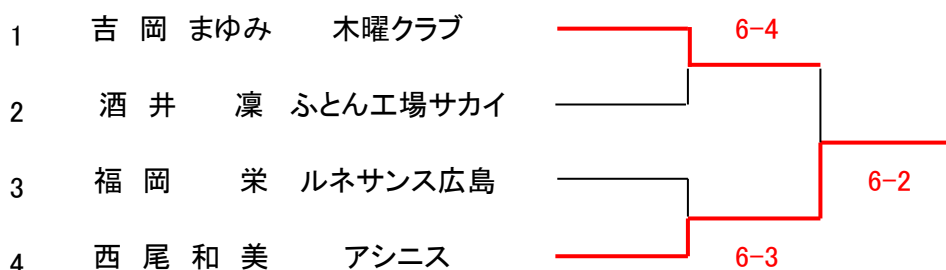 1 吉 岡 まゆみ 木曜クラブ 6-4
2 酒 井 凜 ふとん工場サカイ
3 福 岡 栄 ルネサンス広島 6-2
4 西 尾 和 美 アシニス 6-3